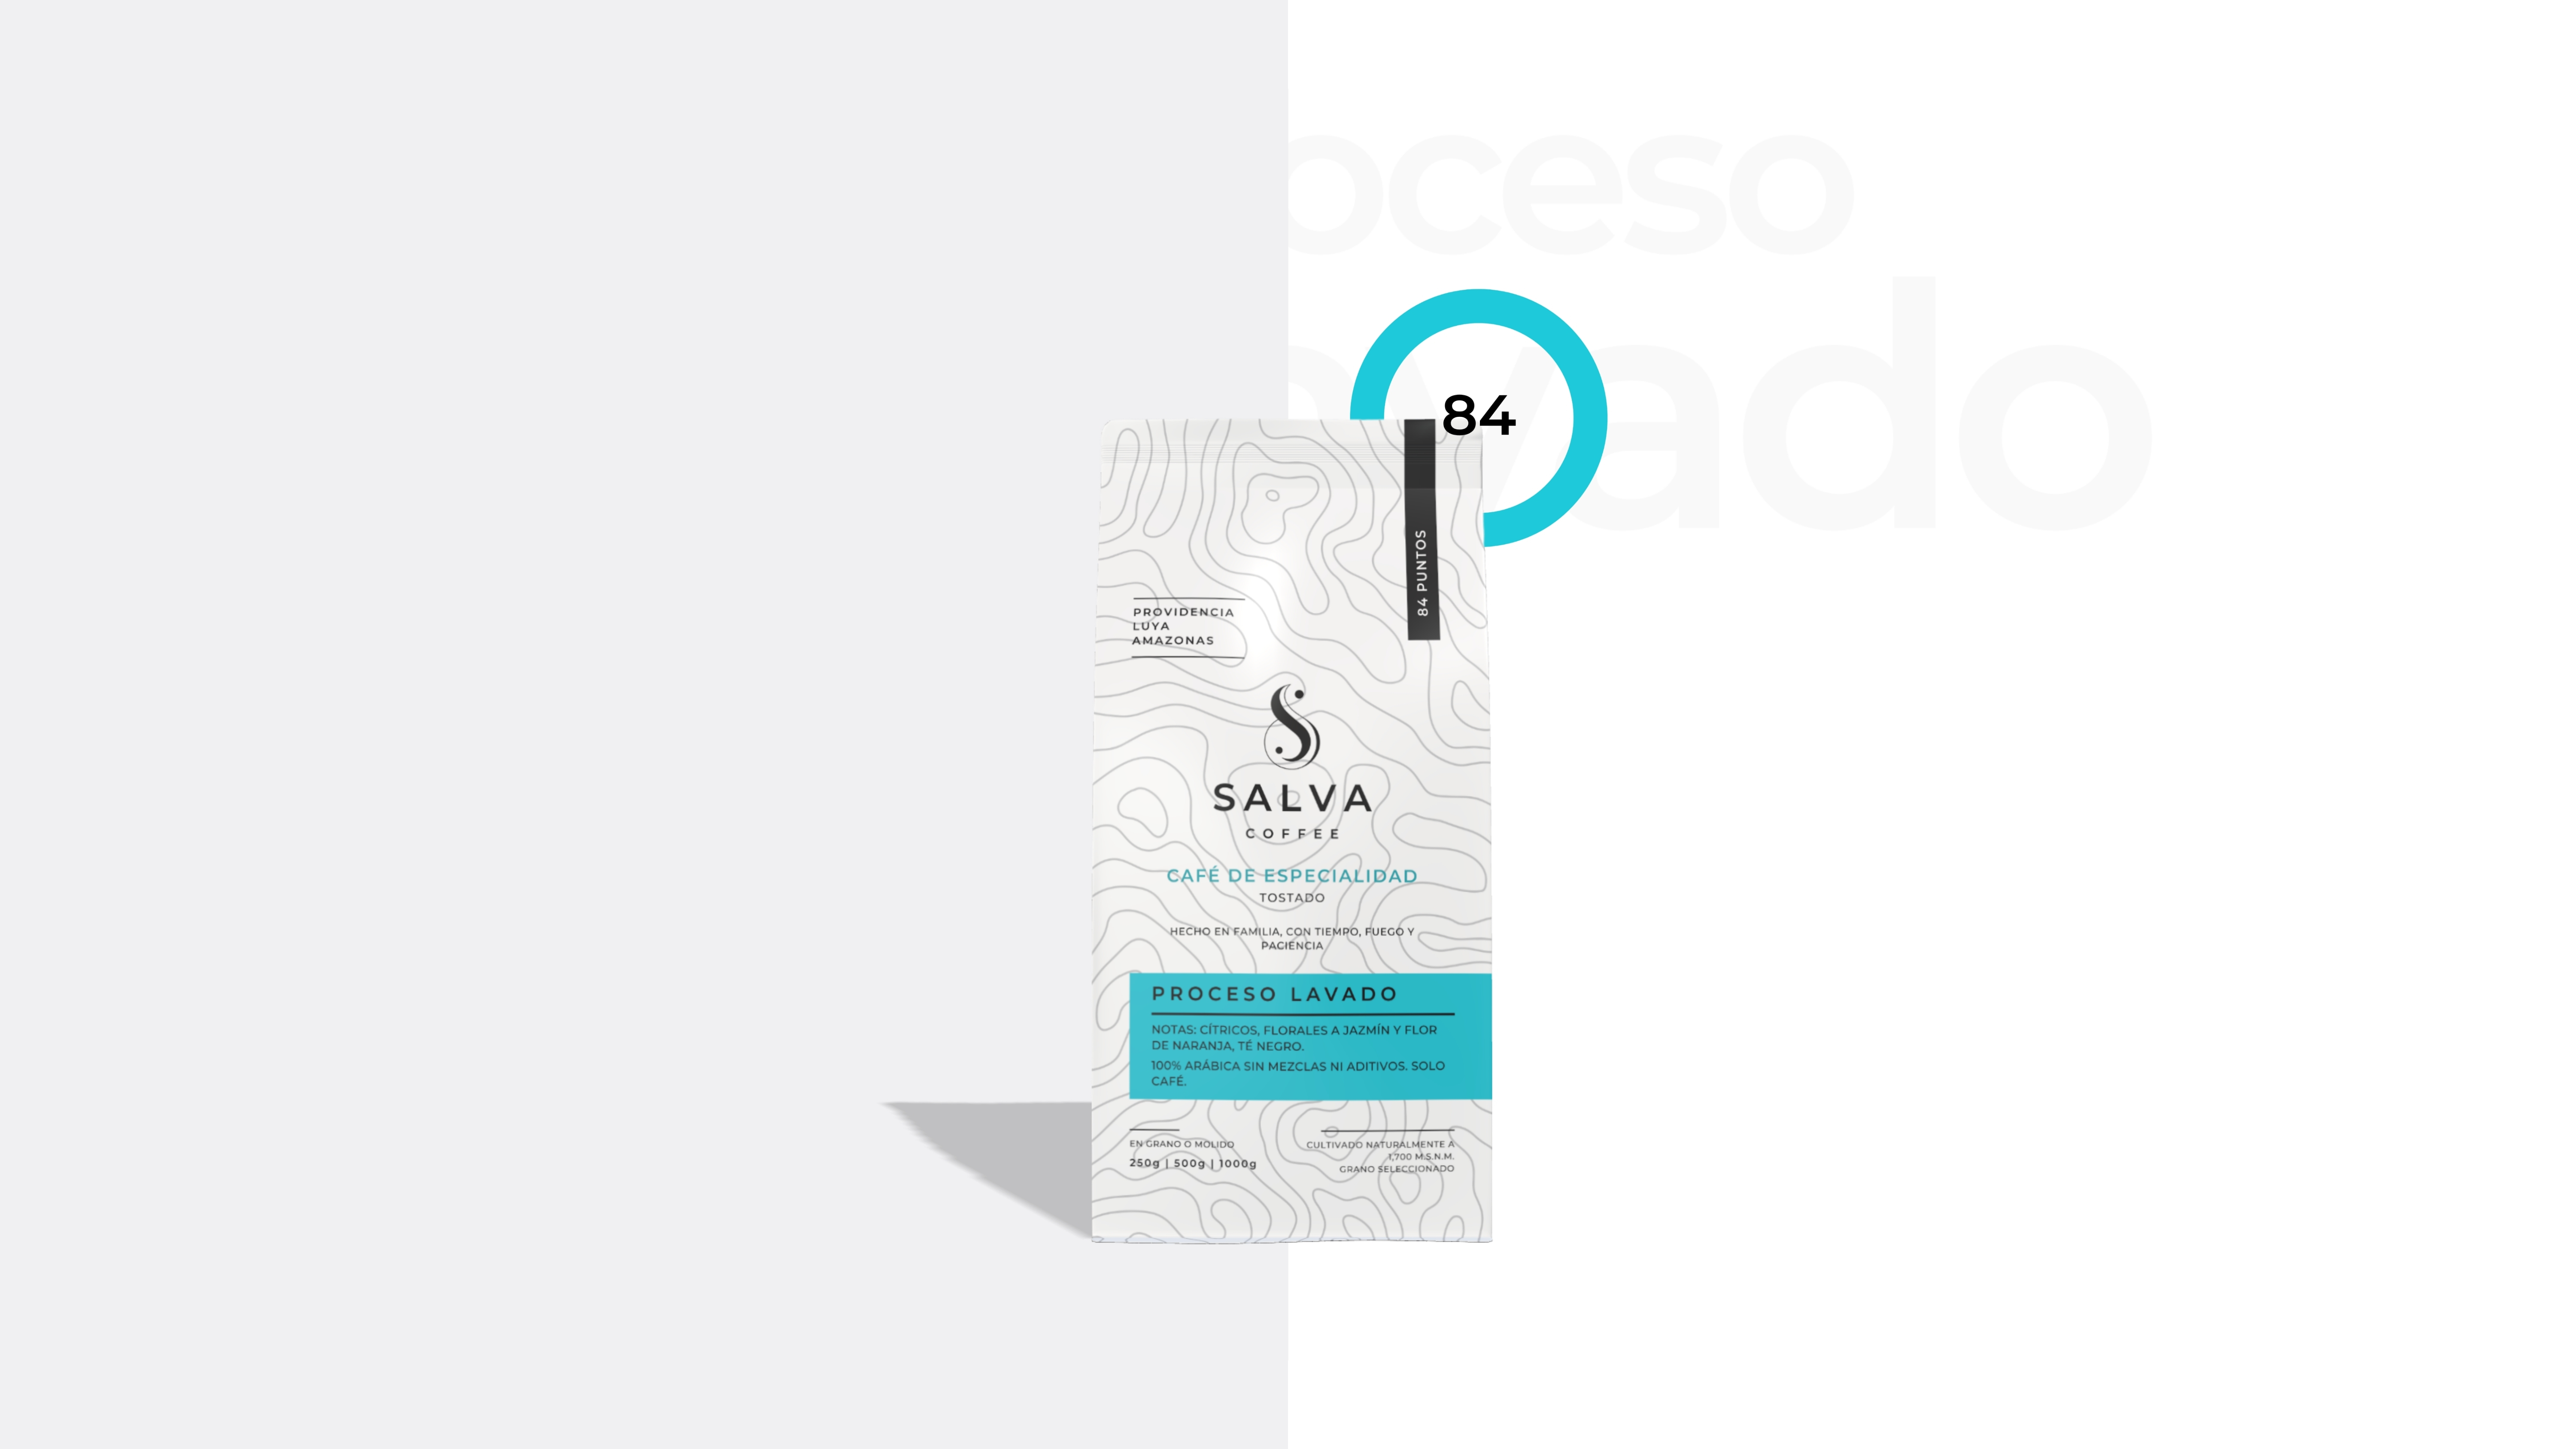 oceso
vado
84
84 PUNTOS
PROVIDENCIA
LUYA
AMAZONAS
SALVA
COFFEE
CAFÉ DE ESPECIALIDAD
TOSTADO
HECHO EN FAMILIA, CON TIEMPO, FUEGO Y
PACIENCIA
PROCESO LAVADO
NOTAS: CÍTRICOS, FLORALES A JAZMÍN Y FLOR
DE NARANJA, TÉ NEGRO.
100% ARÁBICA SIN MEZCLAS NI ADITIVOS. SOLO
CAFÉ.
EN GRANO O MOLIDO
250g | 500g | 1000g
CULTIVADO NATURALMENTE A
1,700 M.S.N.M.
GRANO SELECCIONADO